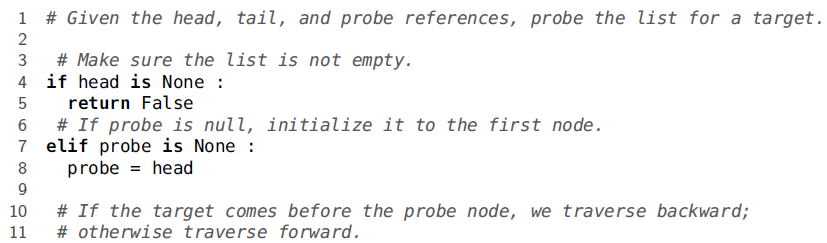 1 # Given the head, tail, and probe references, probe the list for a target.
2
3 # Make sure the list is not empty.
4 if head is None :
5 return False
6 # If probe is null, initialize it to the first node.
7 elif probe is None :
8 probe = head
9
10 # If the target comes before the probe node, we traverse backward;
11 # otherwise traverse forward.